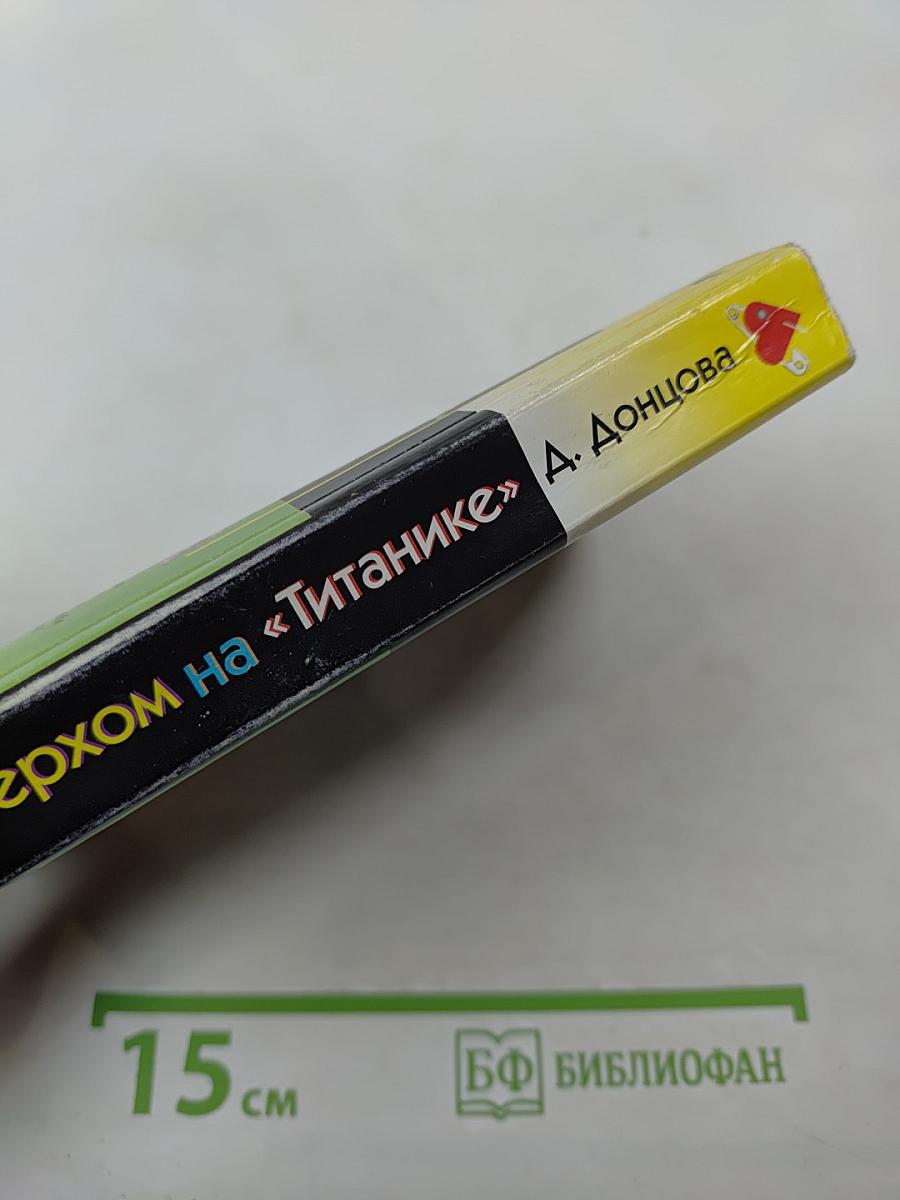 ерхом на «Титанике» Д. Донцова
15 см
БФ БИБЛИОФАН